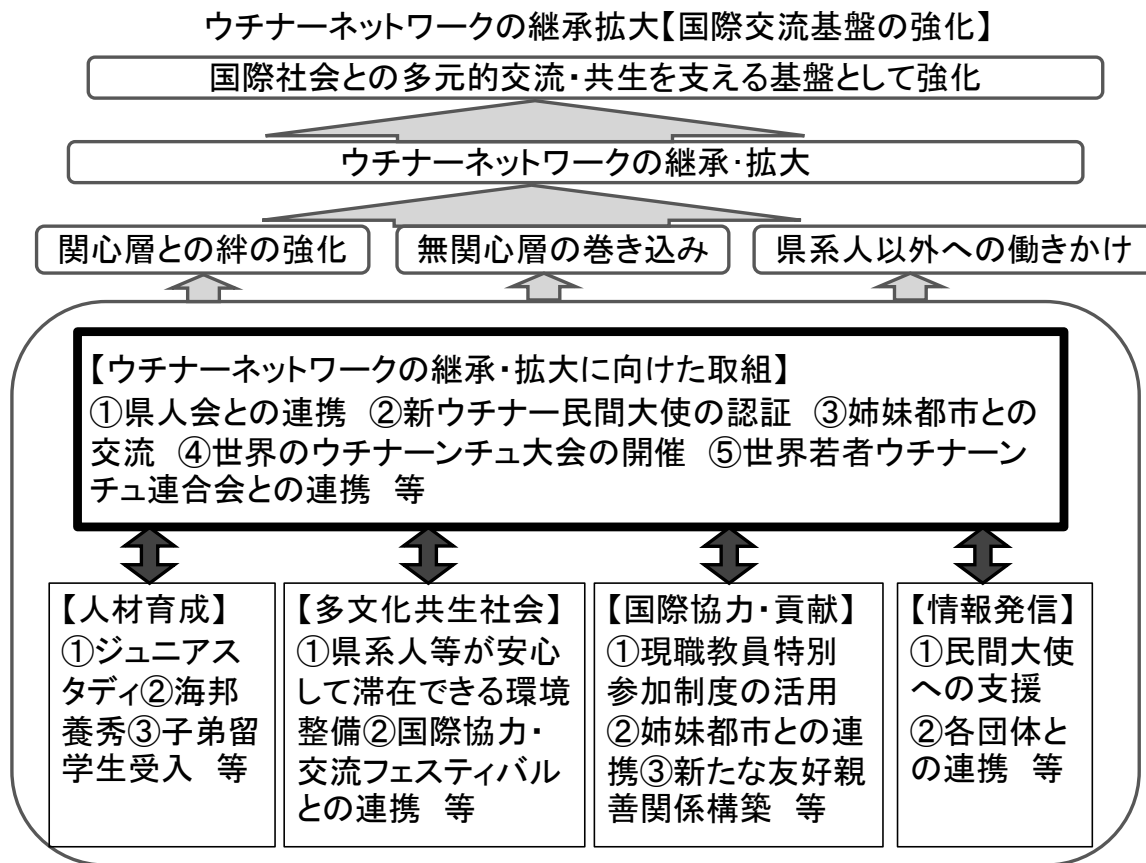 ウチナーネットワークの継承拡大【国際交流基盤の強化】
国際社会との多元的交流・共生を支える基盤として強化
ウチナーネットワークの継承・拡大
関心層との絆の強化
無関心層の巻き込み
県系人以外への働きかけ
【ウチナーネットワークの継承・拡大に向けた取組】
①県人会との連携　②新ウチナー民間大使の認証　③姉妹都市との
交流　④世界のウチナーンチュ大会の開催　⑤世界若者ウチナーン
チュ連合会との連携　等
【人材育成】
①ジュニアス
タディ②海邦
養秀③子弟留
学生受入　等
【多文化共生社会】
①県系人等が安心
して滞在できる環境
整備②国際協力・
交流フェスティバル
との連携　等
【国際協力・貢献】
①現職教員特別
参加制度の活用
②姉妹都市との連
携③新たな友好親
善関係構築　等
【情報発信】
①民間大使
への支援
②各団体と
の連携　等